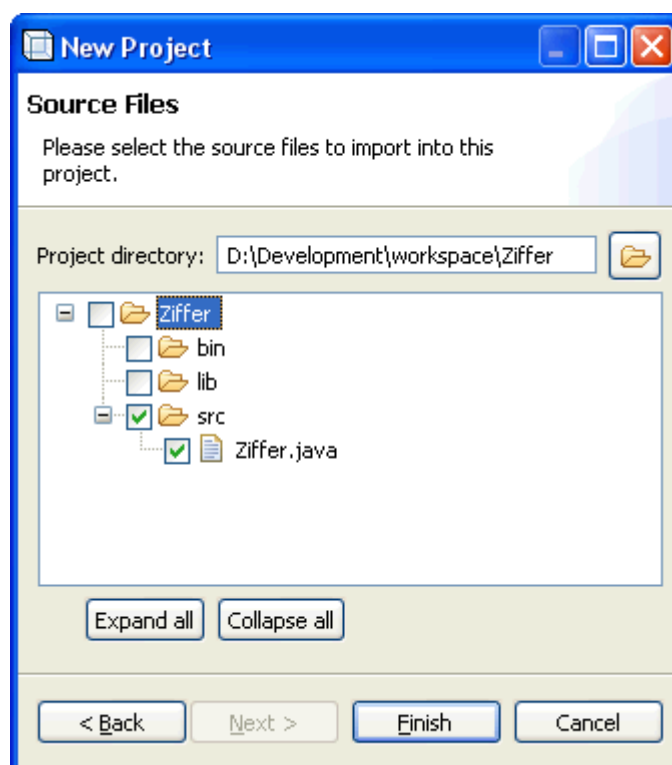 New Project
Source Files
Please select the source files to import into this
project.
Project directory: D:\Development\workspace\Ziffer
Ziffer
bin
lib
src
Ziffer.java
Expand all Collapse all
< Back Next > Finish Cancel